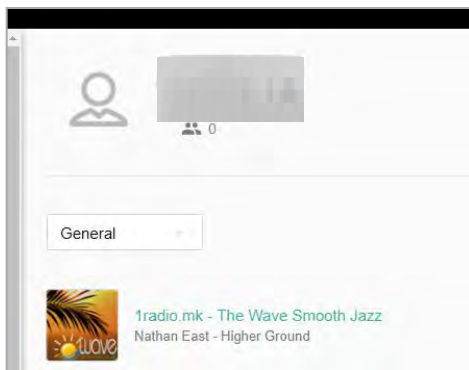 0
General
1radio.mk - The Wave Smooth Jazz
Nathan East - Higher Ground
wave